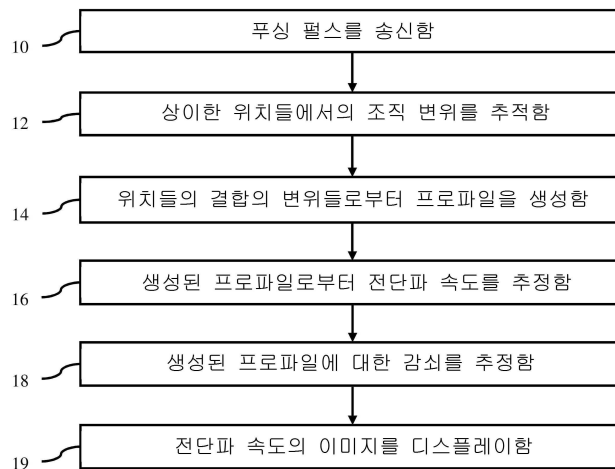 10 푸싱 펄스를 송신함
12 상이한 위치들에서의 조직 변위를 추적함
14 위치들의 결합의 변위들로부터 프로파일을 생성함
16 생성된 프로파일로부터 전단파 속도를 추정함
18 생성된 프로파일에 대한 감쇠를 추정함
19 전단파 속도의 이미지를 디스플레이함